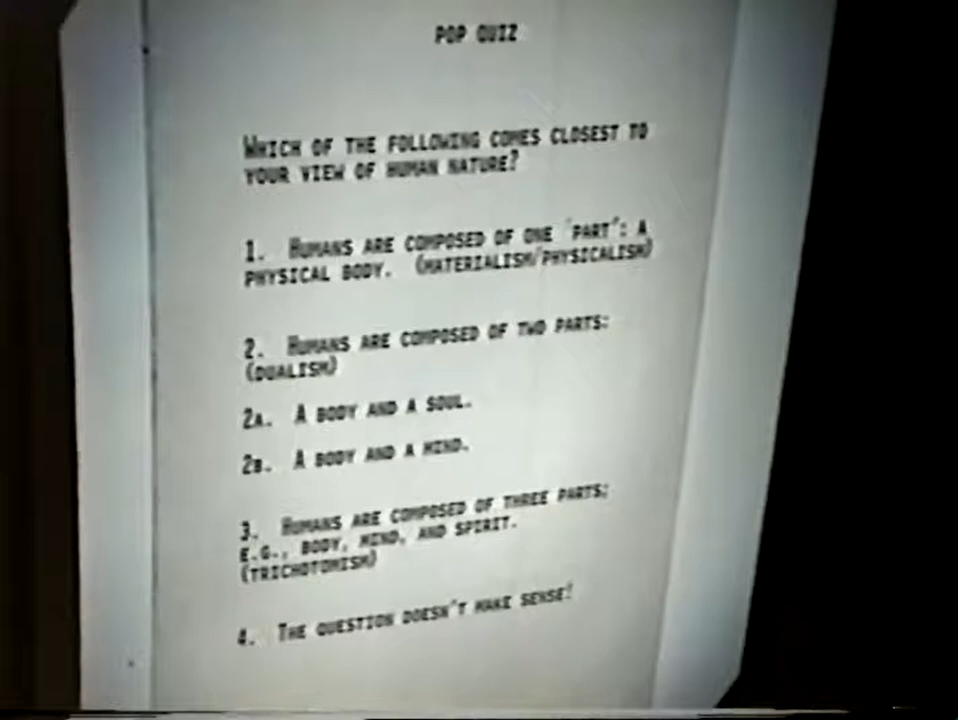 POP QUIZ
WHICH OF THE FOLLOWING COMES CLOSEST TO
YOUR VIEW OF HUMAN NATURE?
1. HUMANS ARE COMPOSED OF ONE "PART": A
PHYSICAL BODY. (MATERIALISM/PHYSICALISM)
2. HUMANS ARE COMPOSED OF TWO PARTS:
(DUALISM)
2A. A BODY AND A SOUL.
2B. A BODY AND A MIND.
3. HUMANS ARE COMPOSED OF THREE PARTS;
E.G., BODY, MIND, AND SPIRIT.
(TRICHOTOMISM)
4. THE QUESTION DOESN'T MAKE SENSE!